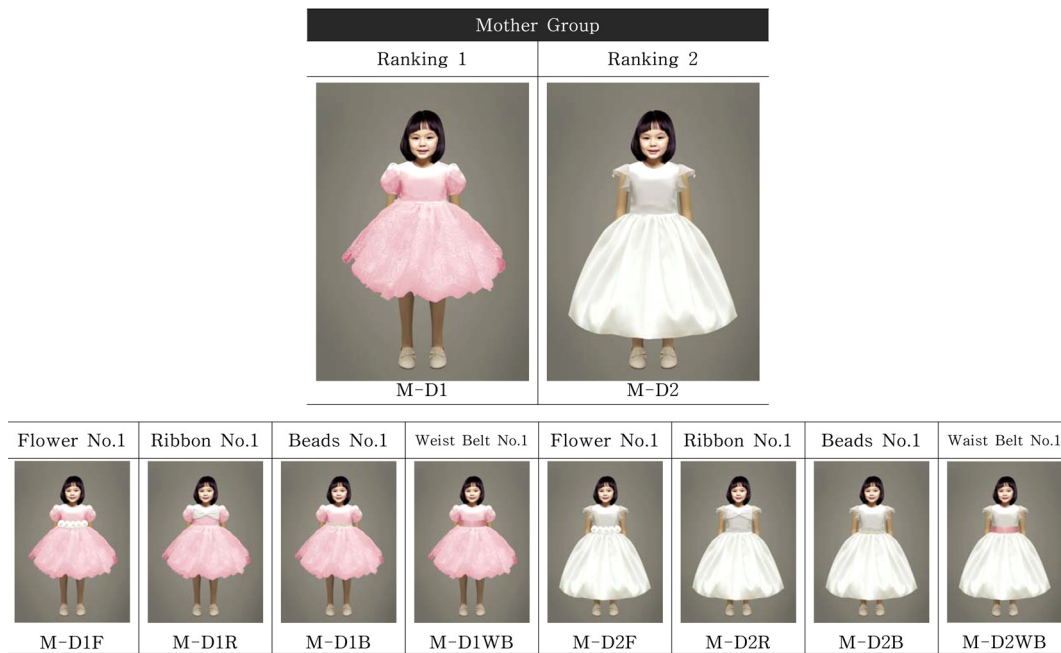 Mother Group
Ranking 1 Ranking 2
M-D1 M-D2
Flower No.1 Ribbon No.1 Beads No.1 Weist Belt No.1 Flower No.1 Ribbon No.1 Beads No.1 Waist Belt No.1
M-D1F M-D1R M-D1B M-D1WB M-D2F M-D2R M-D2B M-D2WB